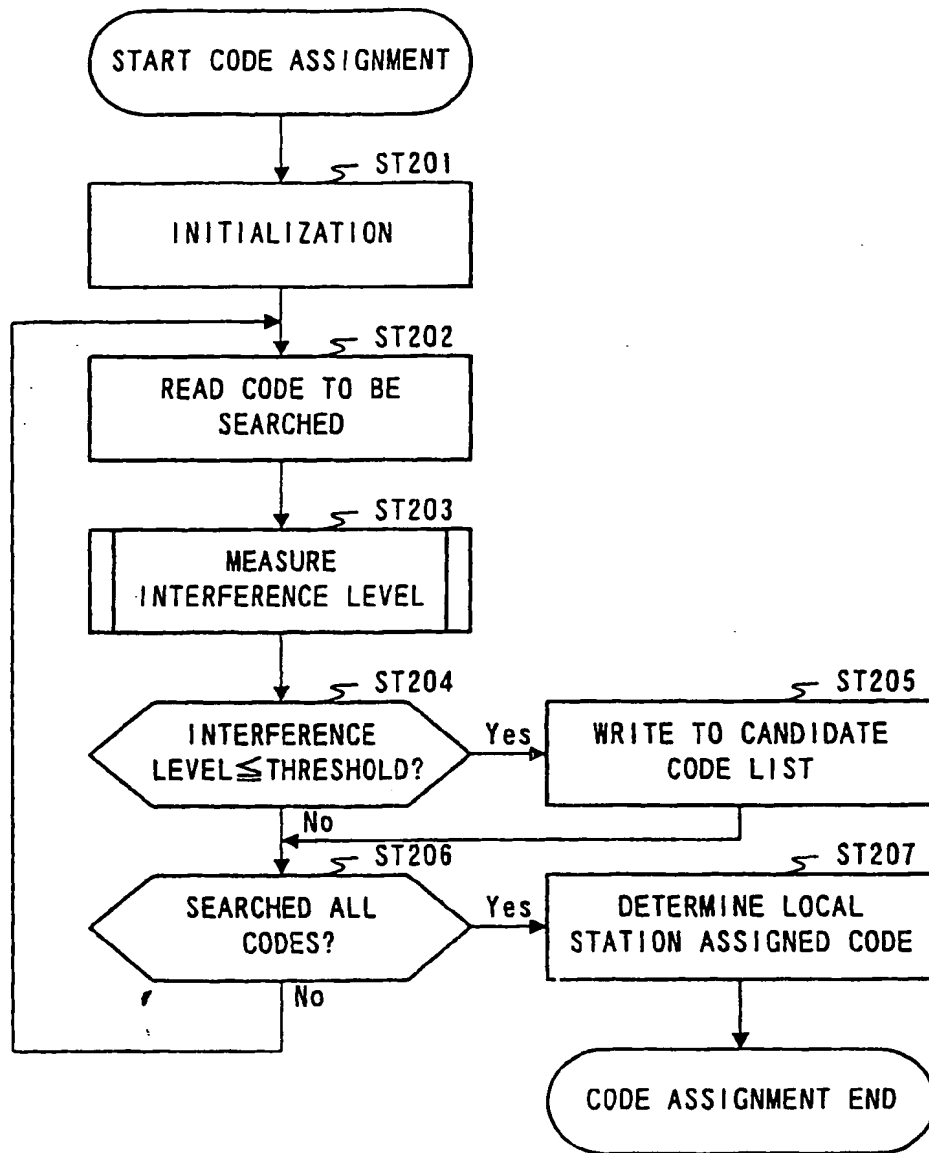 START CODE ASSIGNMENT
ST201
INITIALIZATION
ST202
READ CODE TO BE
SEARCHED
ST203
MEASURE
INTERFERENCE LEVEL
ST204
INTERFERENCE
LEVEL≦THRESHOLD?
Yes
ST205
WRITE TO CANDIDATE
CODE LIST
No
ST206
SEARCHED ALL
CODES?
Yes
ST207
DETERMINE LOCAL
STATION ASSIGNED CODE
No
CODE ASSIGNMENT END